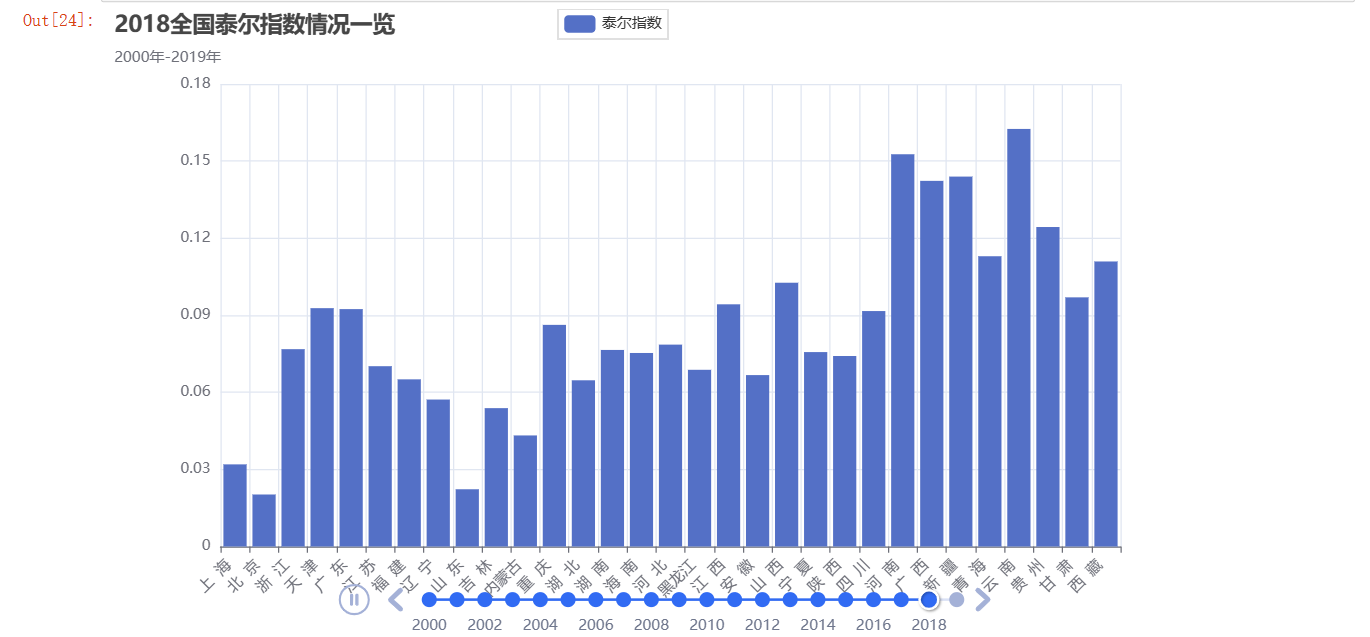 Out[24]:
2018全国泰尔指数情况一览
泰尔指数
2000年-2019年
0.18
0.15
0.12
0.09
0.06
0.03
0
上海
北京
浙江
天津
广东
江苏
福建
辽宁
山东
吉林
内蒙古
重庆
湖北
湖南
海南
河北
黑龙江
江西
安徽
山西
宁夏
陕西
四川
河南
广西
新疆
青海
云南
贵州
甘肃
西藏
2000 2002 2004 2006 2008 2010 2012 2014 2016 2018